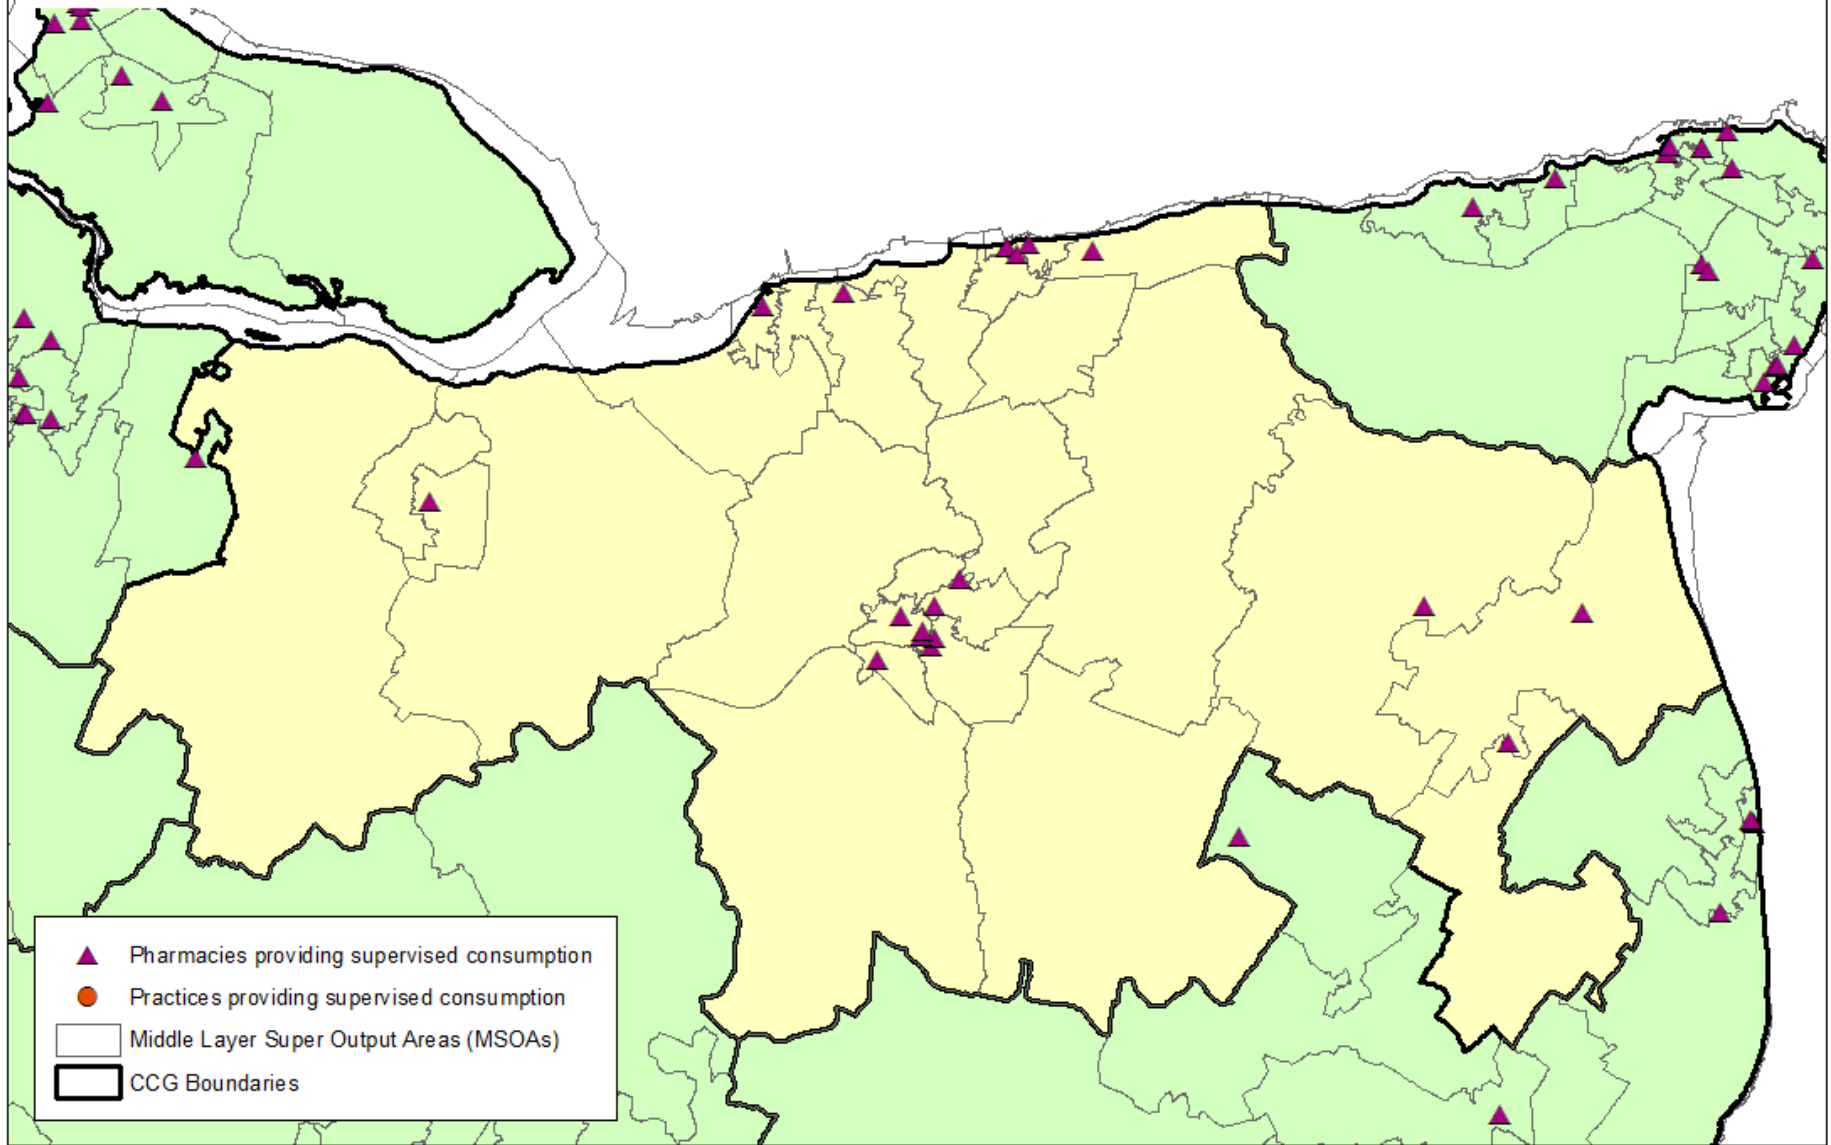 Pharmacies providing supervised consumption
Practices providing supervised consumption
Middle Layer Super Output Areas (MSOAs)
CCG Boundaries